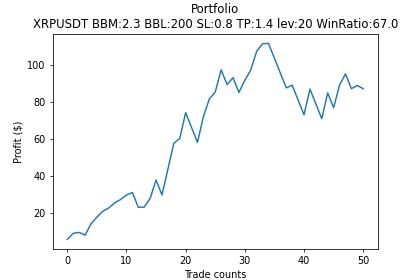 Portfolio
XRPUSDT BBM:2.3 BBL:200 SL:0.8 TP:1.4 lev:20 WinRatio:67.0
Profit ($)
100
80
60
40
20
0 10 20 30 40 50
Trade counts